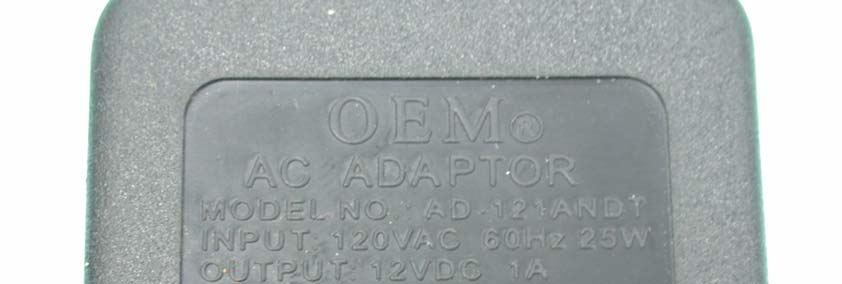 OEM®
AC ADAPTOR
MODEL NO.: AD-121ANDT
INPUT: 120VAC 60Hz 25W
OUTPUT: 12VDC 1A